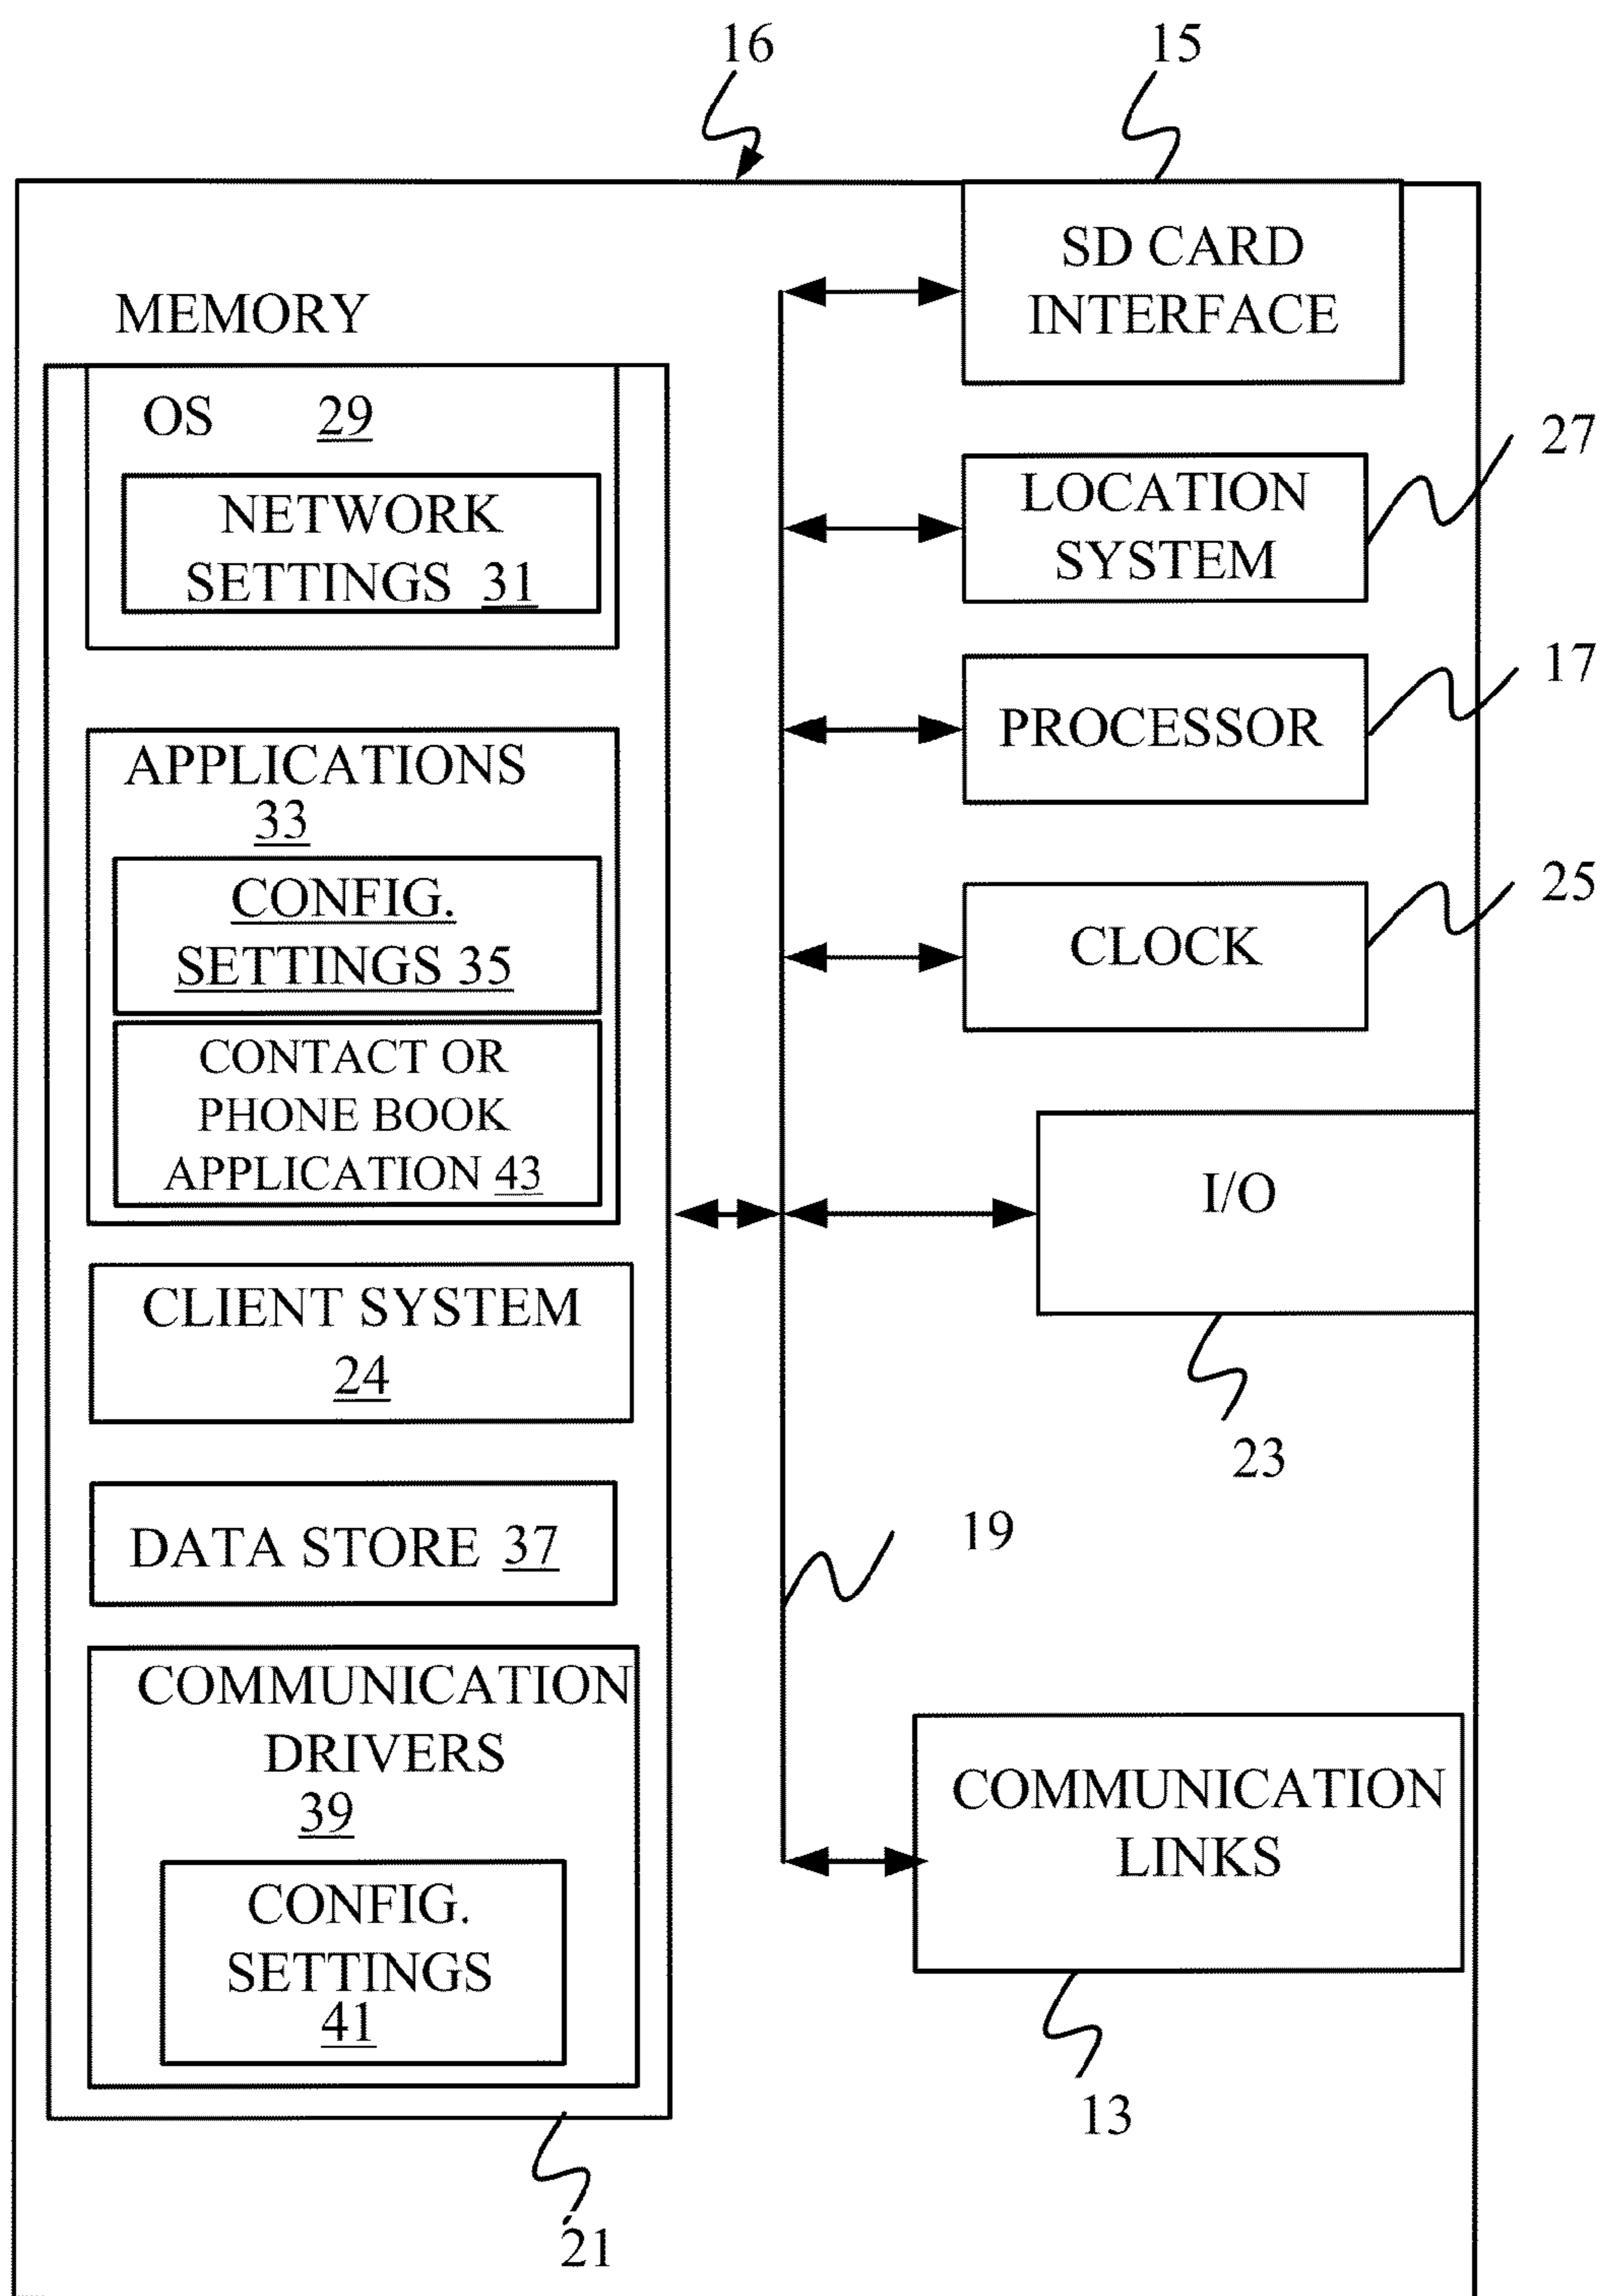 16
15
SD CARD
INTERFACE
MEMORY
OS 29
NETWORK
SETTINGS 31
27
LOCATION
SYSTEM
17
PROCESSOR
APPLICATIONS
33
CONFIG.
SETTINGS 35
25
CLOCK
CONTACT OR
PHONE BOOK
APPLICATION 43
I/O
23
CLIENT SYSTEM
24
19
DATA STORE 37
COMMUNICATION
DRIVERS
39
CONFIG.
SETTINGS
41
COMMUNICATION
LINKS
13
21